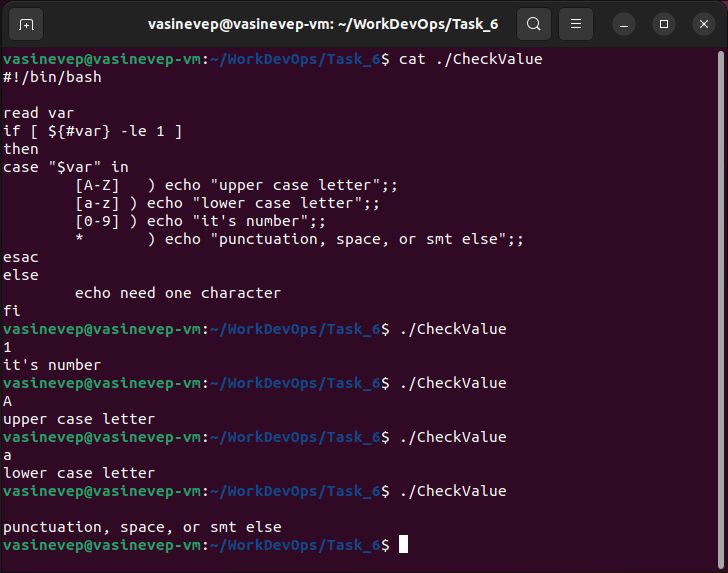 vasinevep@vasinevep-vm: ~/WorkDevOps/Task_6
vasinevep@vasinevep-vm:~/WorkDevOps/Task_6$ cat ./CheckValue
#!/bin/bash

read var
if [ ${#var} -le 1 ]
then
case "$var" in
        [A-Z]   ) echo "upper case letter";;
        [a-z] ) echo "lower case letter";;
        [0-9] ) echo "it's number";;
        *       ) echo "punctuation, space, or smt else";;
esac
else
        echo need one character
fi
vasinevep@vasinevep-vm:~/WorkDevOps/Task_6$ ./CheckValue
1
it's number
vasinevep@vasinevep-vm:~/WorkDevOps/Task_6$ ./CheckValue
A
upper case letter
vasinevep@vasinevep-vm:~/WorkDevOps/Task_6$ ./CheckValue
a
lower case letter
vasinevep@vasinevep-vm:~/WorkDevOps/Task_6$ ./CheckValue

punctuation, space, or smt else
vasinevep@vasinevep-vm:~/WorkDevOps/Task_6$